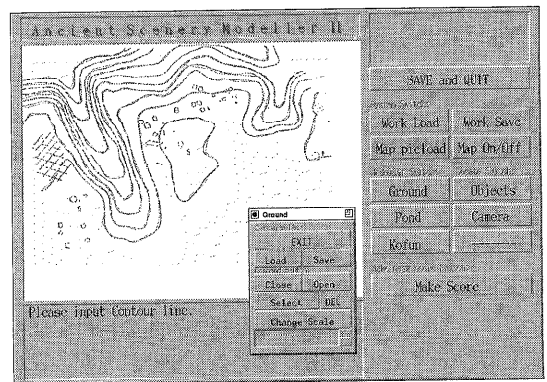 Ancient Scenery Modeller II
SAVE and QUIT
Work Load
Work Save
Map picload
Map On/Off
Ground
Objects
Pond
Camera
Kofun
Make Score
Ground
EXIT
Load
Save
Close
Open
Select
DEL
Change Scale
Please input Contour line.